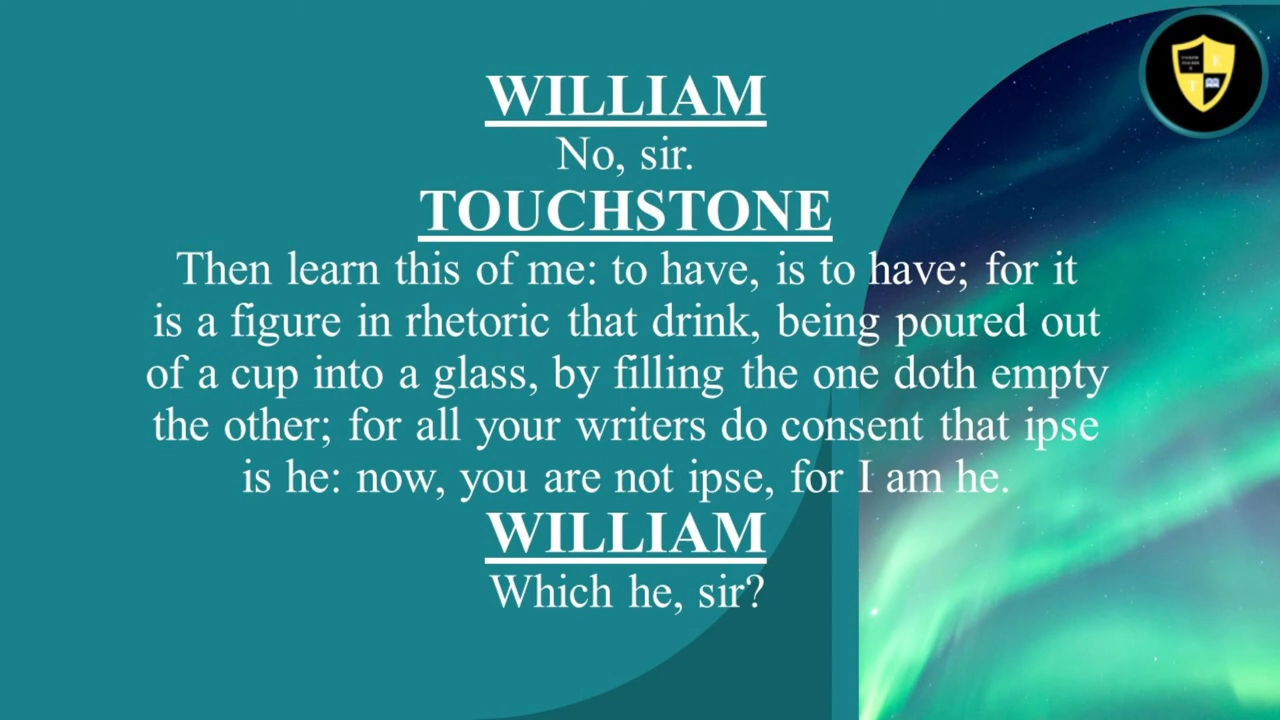 WILLIAM
No, sir.
TOUCHSTONE
Then learn this of me: to have, is to have; for it
is a figure in rhetoric that drink, being poured out
of a cup into a glass, by filling the one doth empty
the other; for all your writers do consent that ipse
is he: now, you are not ipse, for I am he.
WILLIAM
Which he, sir?